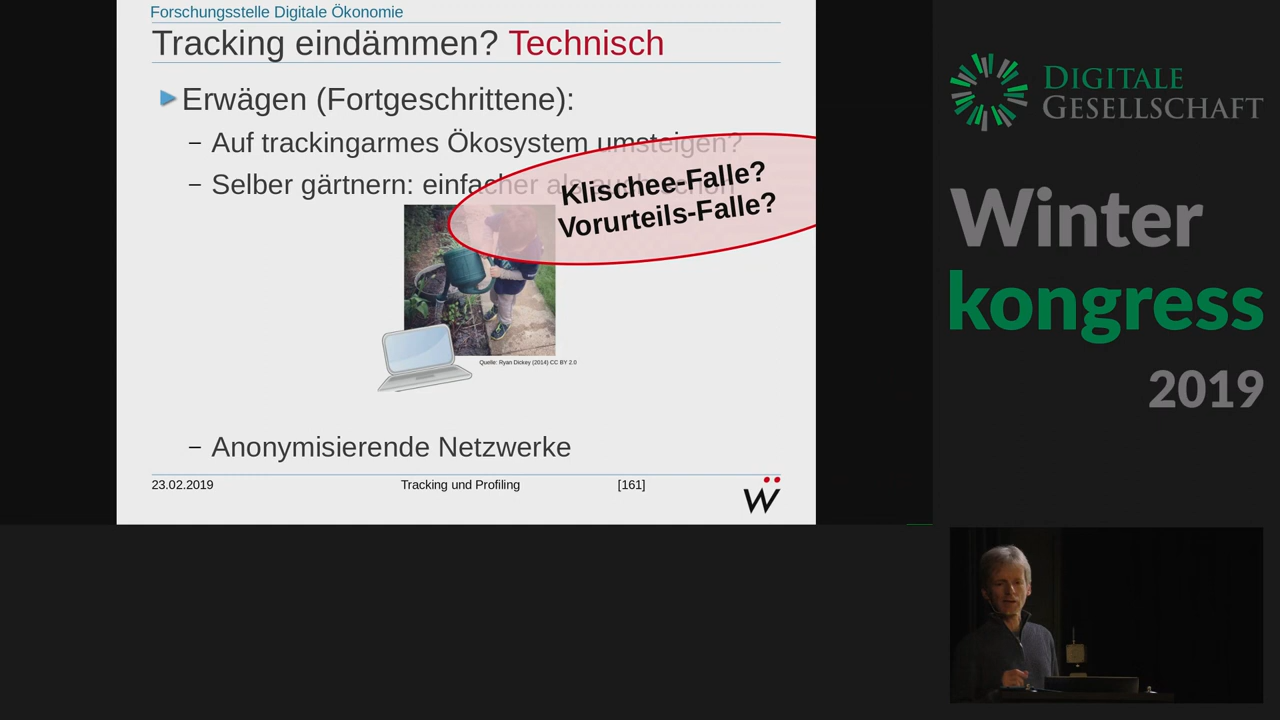 Forschungsstelle Digitale Ökonomie
Tracking eindämmen? Technisch
Erwägen (Fortgeschrittene):
– Auf trackingarmes Ökosystem umsteigen?
– Selber gärtnern: einfacher als auch schon
Klischee-Falle?
Vorurteils-Falle?
Quelle: Ryan Dickey (2014) CC BY 2.0
– Anonymisierende Netzwerke
23.02.2019 Tracking und Profiling [161]
DIGITALE
GESELLSCHAFT
Winter
kongress
2019